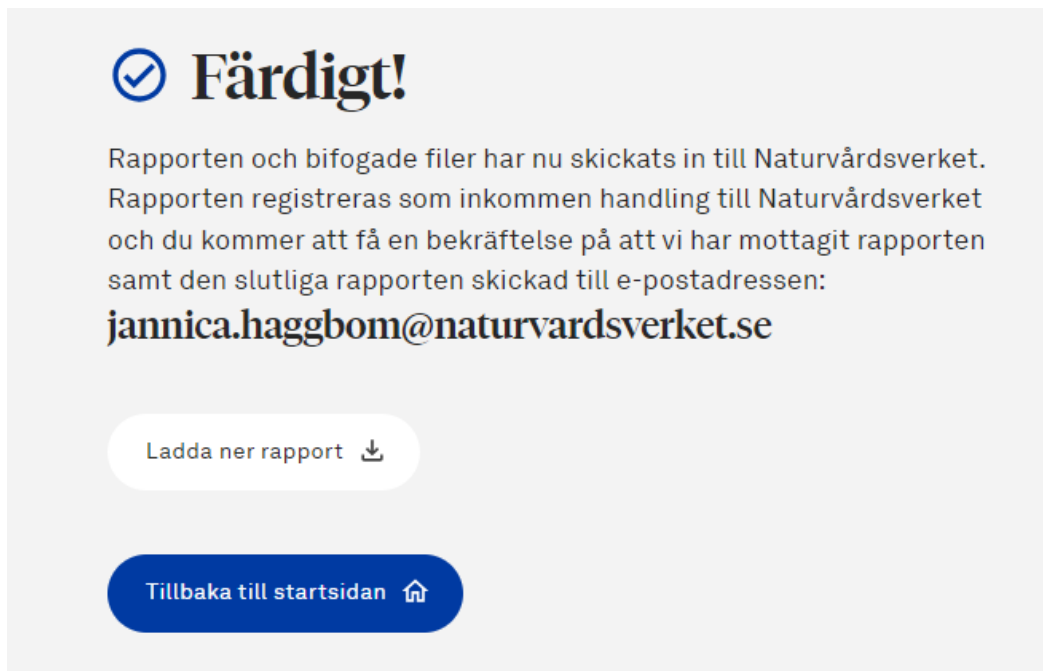 Färdigt!
Rapporten och bifogade filer har nu skickats in till Naturvårdsverket.
Rapporten registreras som inkommen handling till Naturvårdsverket
och du kommer att få en bekräftelse på att vi har mottagit rapporten
samt den slutliga rapporten skickad till e-postadressen:
jannica.haggbom@naturvardsverket.se
Ladda ner rapport
Tillbaka till startsidan